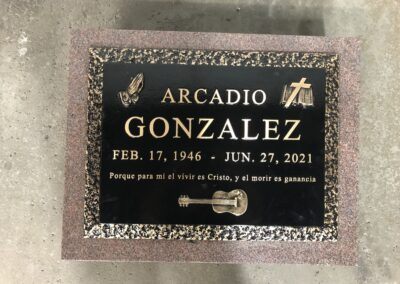 ARCADIO
GONZALEZ
FEB. 17, 1946 - JUN. 27, 2021
Porque para mi el vivir es Cristo, y el morir es ganancia